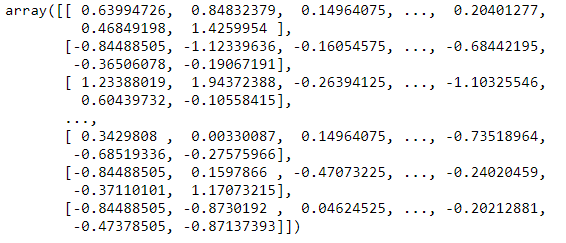 array([[ 0.63994726,  0.84832379,  0.14964075, ...,  0.20401277,
         0.46849198,  1.4259954 ],
       [-0.84488505, -1.12339636, -0.16054575, ..., -0.68442195,
        -0.36506078, -0.19067191],
       [ 1.23388019,  1.94372388, -0.26394125, ..., -1.10325546,
         0.60439732, -0.10558415],
       ...,
       [ 0.3429808 ,  0.00330087,  0.14964075, ..., -0.73518964,
        -0.68519336, -0.27575966],
       [-0.84488505,  0.1597866 , -0.47073225, ..., -0.24020459,
        -0.37110101,  1.17073215],
       [-0.84488505, -0.8730192 ,  0.04624525, ..., -0.20212881,
        -0.47378505, -0.87137393]])